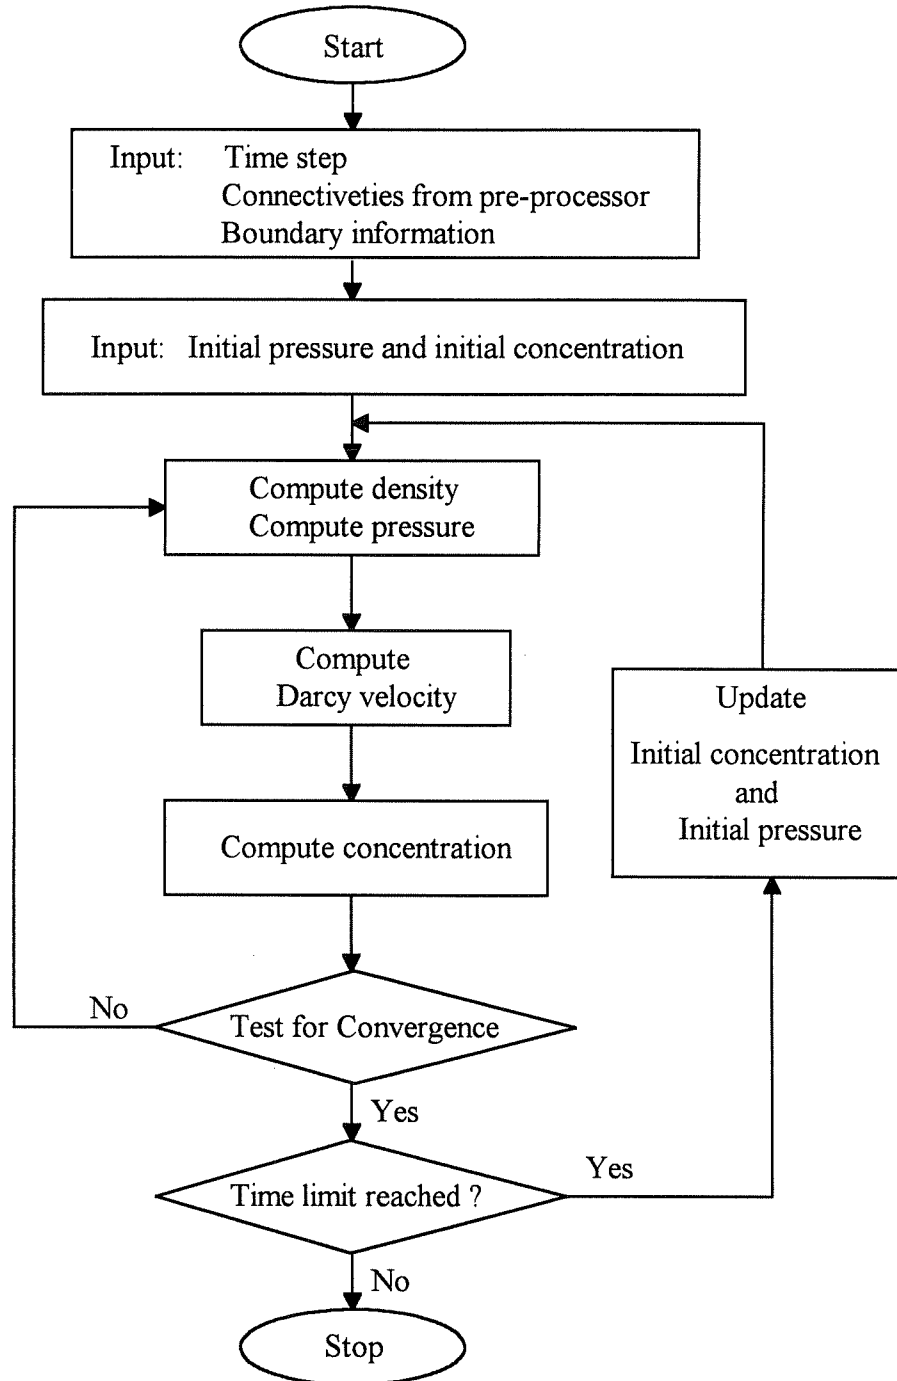 Start
Input: Time step
Connectiveties from pre-processor
Boundary information
Input: Initial pressure and initial concentration
Compute density
Compute pressure
Compute
Darcy velocity
Update
Initial concentration
and
Initial pressure
Compute concentration
No
Test for Convergence
Yes
Time limit reached ?
Yes
No
Stop